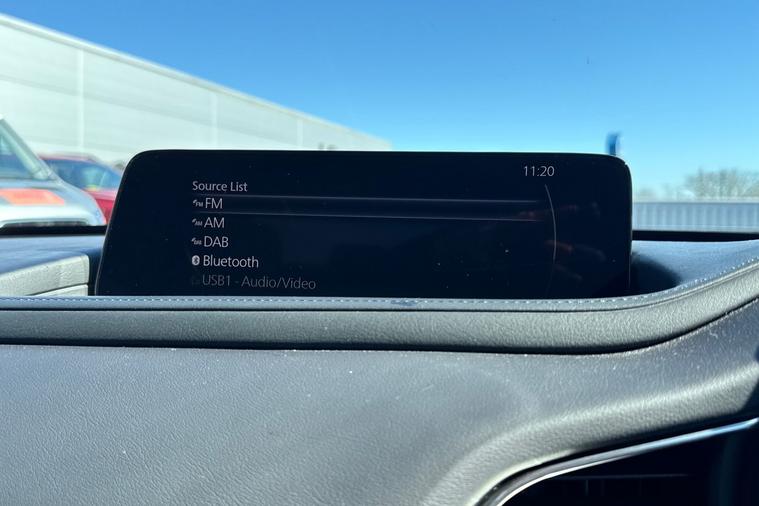 11:20
Source List
FM
AM
DAB
Bluetooth
USB1 - Audio/Video